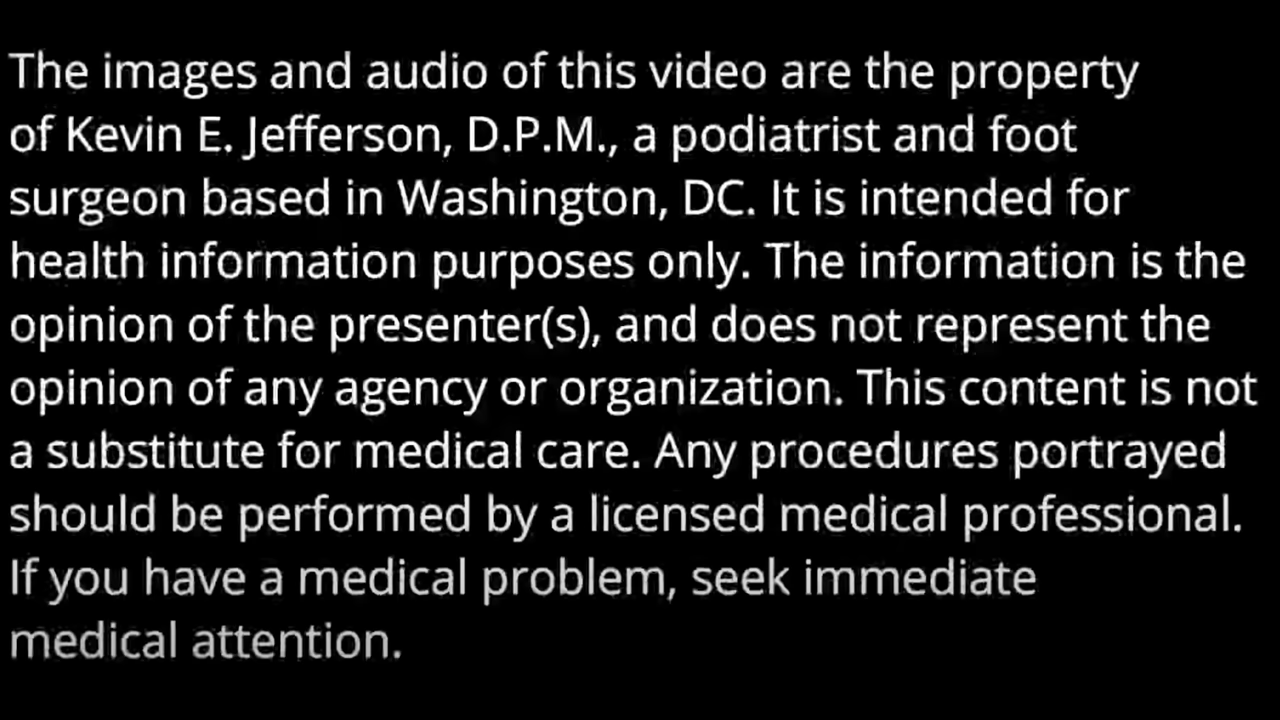 The images and audio of this video are the property
of Kevin E. Jefferson, D.P.M., a podiatrist and foot
surgeon based in Washington, DC. It is intended for
health information purposes only. The information is the
opinion of the presenter(s), and does not represent the
opinion of any agency or organization. This content is not
a substitute for medical care. Any procedures portrayed
should be performed by a licensed medical professional.
If you have a medical problem, seek immediate
medical attention.